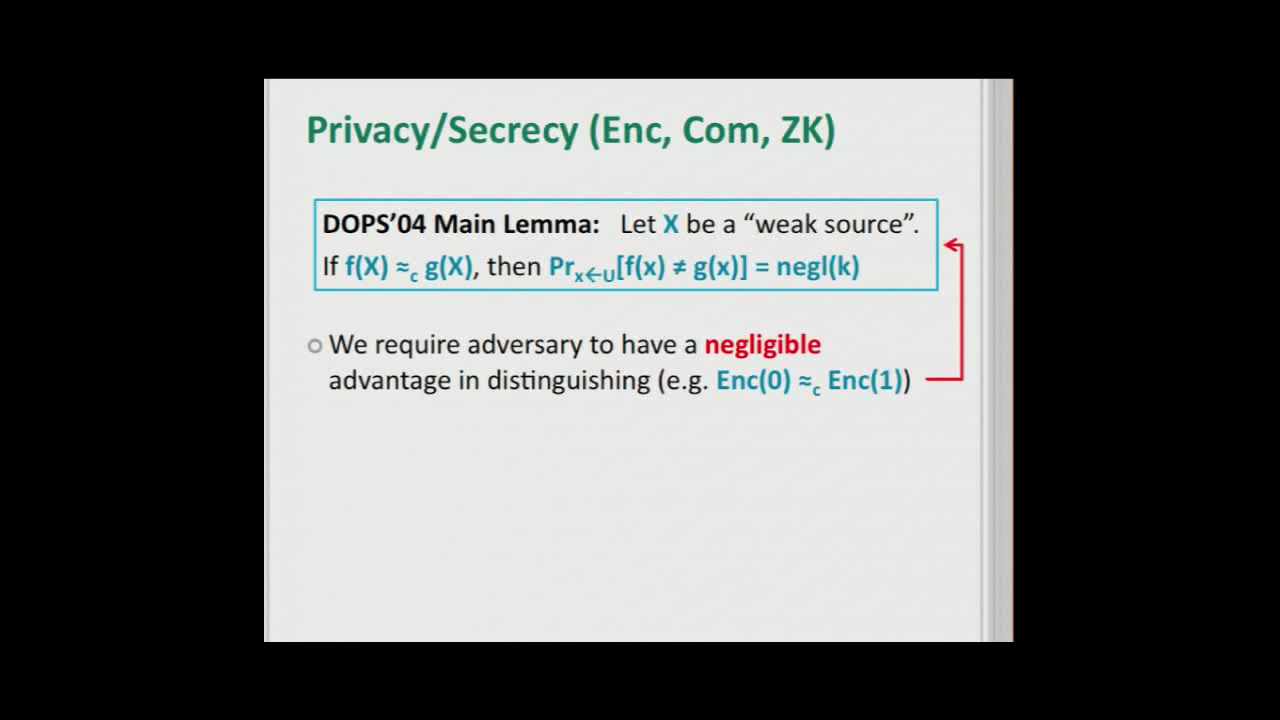 Privacy/Secrecy (Enc, Com, ZK)
DOPS’04 Main Lemma: Let X be a “weak source”.
If f(X) ≈c g(X), then Prx←U[f(x) ≠ g(x)] = negl(k)
We require adversary to have a negligible
advantage in distinguishing (e.g. Enc(0) ≈c Enc(1))